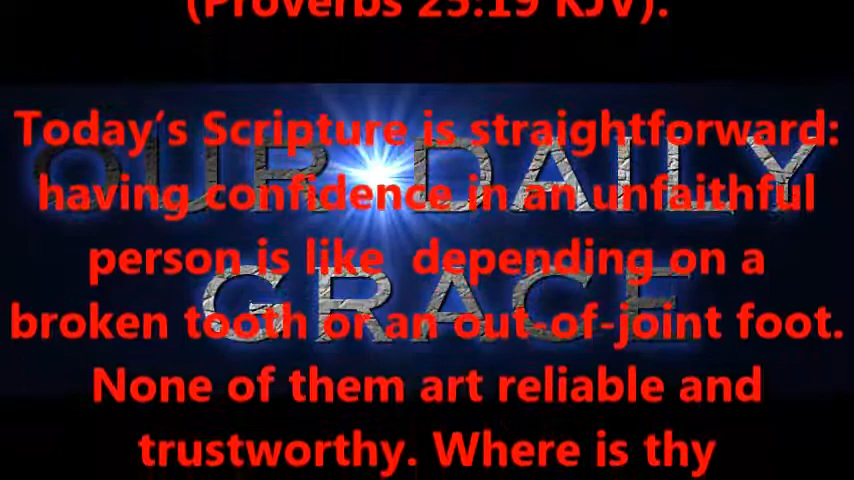 (Proverbs 25:19 KJV).
Today's Scripture is straightforward:
having confidence in an unfaithful
person is like  depending on a
broken tooth or an out-of-joint foot.
None of them art reliable and
trustworthy. Where is thy
OUR DAILY
GRACE